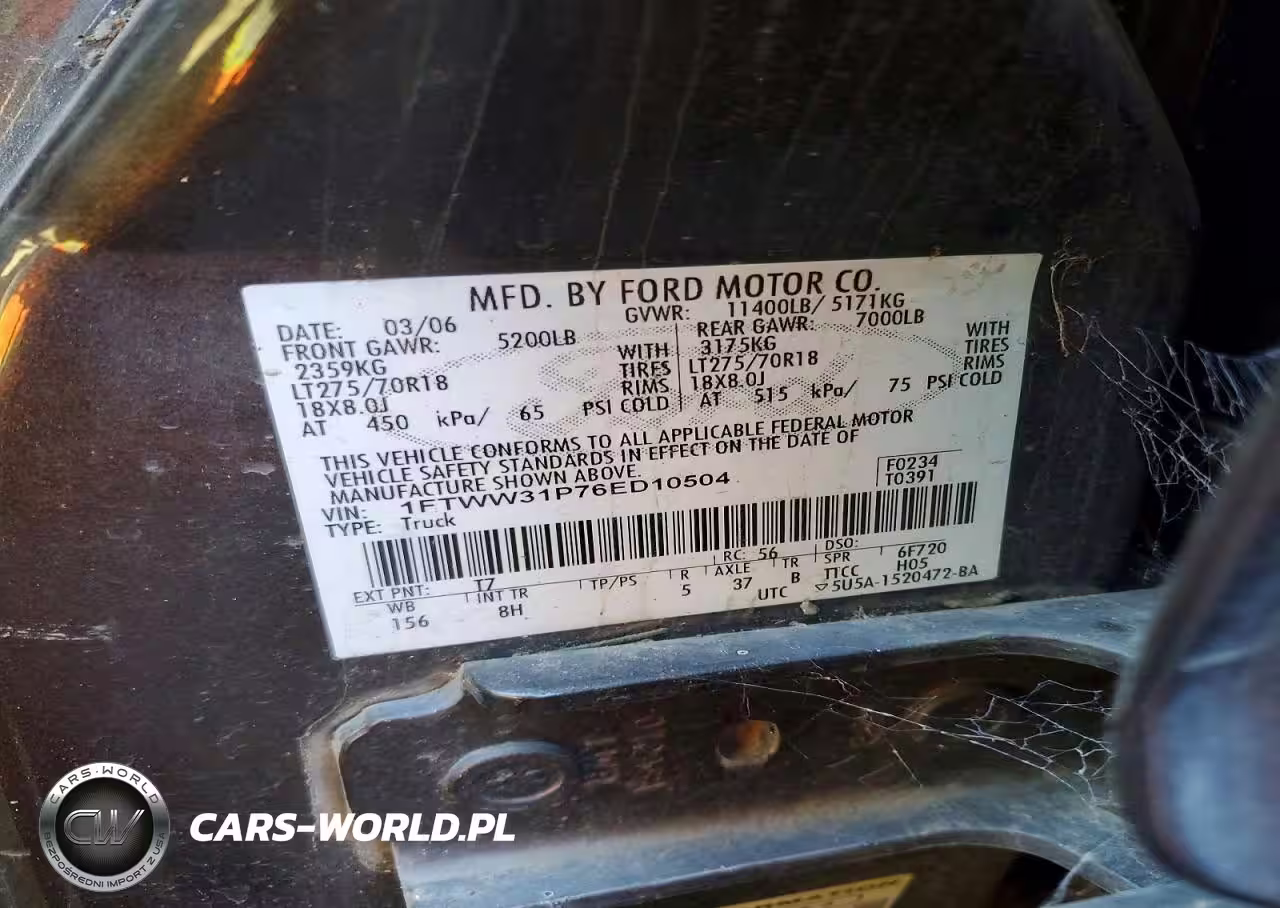 MFD. BY FORD MOTOR CO.
DATE: 03/06 GVWR: 11400LB/ 5171KG
FRONT GAWR: 5200LB REAR GAWR: 7000LB
2359KG WITH 3175KG WITH
LT275/70R18 TIRES LT275/70R18 TIRES
18X8.0J RIMS 18X8.0J RIMS
AT 450 kPa/ 65 PSI COLD AT 515 kPa/ 75 PSI COLD
THIS VEHICLE CONFORMS TO ALL APPLICABLE FEDERAL MOTOR
VEHICLE SAFETY STANDARDS IN EFFECT ON THE DATE OF
MANUFACTURE SHOWN ABOVE.
VIN: 1FTWW31P76ED10504 F0234
TYPE: Truck T0391
EXT PNT: T7 RC: 56 DSO:
WB INT TR TP/PS R AXLE TR SPR 6F720
156 8H 5 37 B TTCC H05
UTC ▽5U5A-1520472-BA
CARS-WORLD
CW
BEZPOŚREDNI IMPORT Z USA
CARS-WORLD.PL